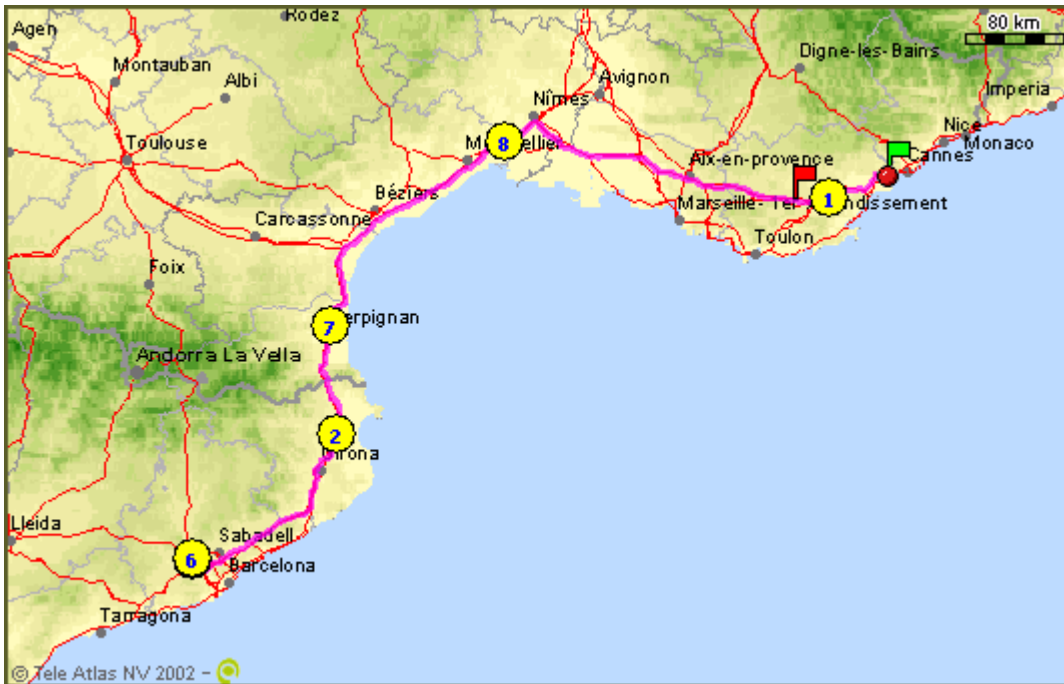 Rodez
80 km
Agen
Digne-les-Bains
Montauban
Albi
Avignon
Imperia
Nîmes
Nice
Toulouse
8
Monaco
Aix-en-provence
Cannes
Béziers
1
Marseille-
ndissement
Carcassonne
Toulon
Foix
7
erpignan
Andorra La Vella
2
irona
Lleida
Sabadell
6
Barcelona
Tarragona
© Tele Atlas NV 2002 -